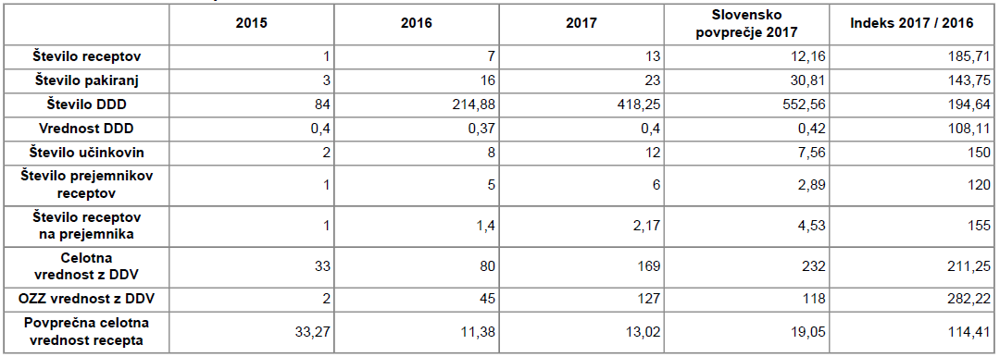 2015 2016 2017 Slovensko povprečje 2017 Indeks 2017 / 2016
Število receptov 1 7 13 12,16 185,71
Število pakiranj 3 16 23 30,81 143,75
Število DDD 84 214,88 418,25 552,56 194,64
Vrednost DDD 0,4 0,37 0,4 0,42 108,11
Število učinkovin 2 8 12 7,56 150
Število prejemnikov receptov 1 5 6 2,89 120
Število receptov na prejemnika 1 1,4 2,17 4,53 155
Celotna vrednost z DDV 33 80 169 232 211,25
OZZ vrednost z DDV 2 45 127 118 282,22
Povprečna celotna vrednost recepta 33,27 11,38 13,02 19,05 114,41